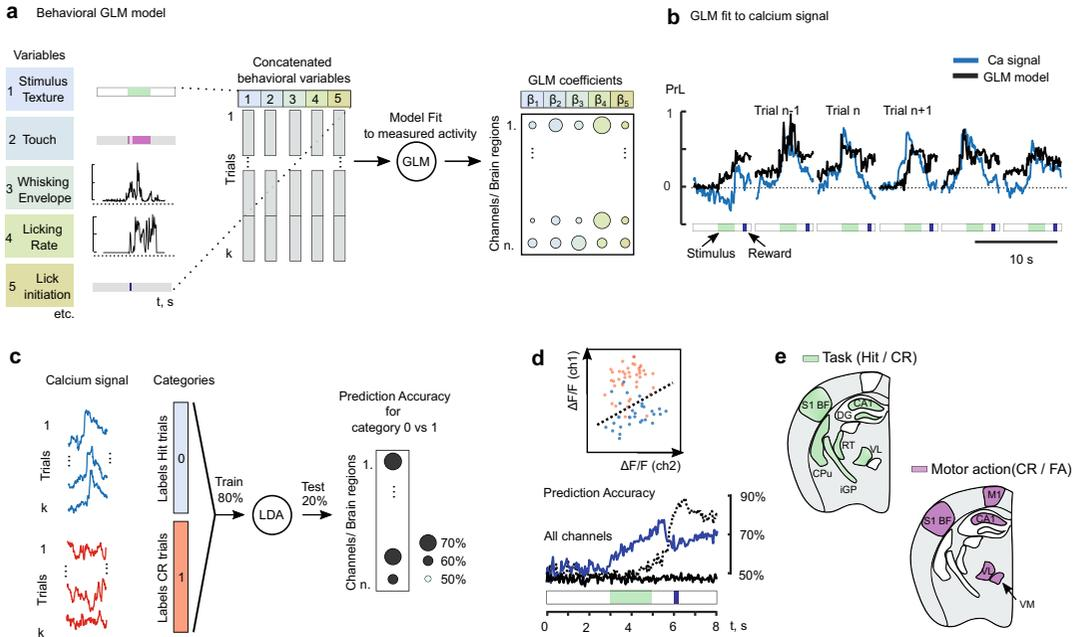 a
Behavioral GLM model
Variables
1 Stimulus
Texture
2 Touch
3 Whisking
Envelope
4 Licking
Rate
5 Lick
initiation
etc.
t, s
Concatenated
behavioral variables
1 2 3 4 5
1
Trials
k
Model Fit
to measured activity
GLM
GLM coefficients
β1 β2 β3 β4 β5
Channels/ Brain regions
1.
n.
b
GLM fit to calcium signal
Ca signal
GLM model
PrL
1
0
Trial n-1 Trial n Trial n+1
Stimulus Reward
10 s
c
Calcium signal
1
Trials
k
1
Trials
k
Categories
Labels Hit trials
0
Labels CR trials
1
Train
80%
LDA
Test
20%
Prediction Accuracy
for
category 0 vs 1
Channels/ Brain regions
1.
n.
70%
60%
50%
d
ΔF/F (ch1)
ΔF/F (ch2)
Prediction Accuracy
All channels
90%
70%
50%
0 2 4 6 8 t, s
e
Task (Hit / CR)
S1 BF
CA1
DG
RT
VL
CPu
iGP
Motor action(CR / FA)
M1
S1 BF
CA1
VL
VM